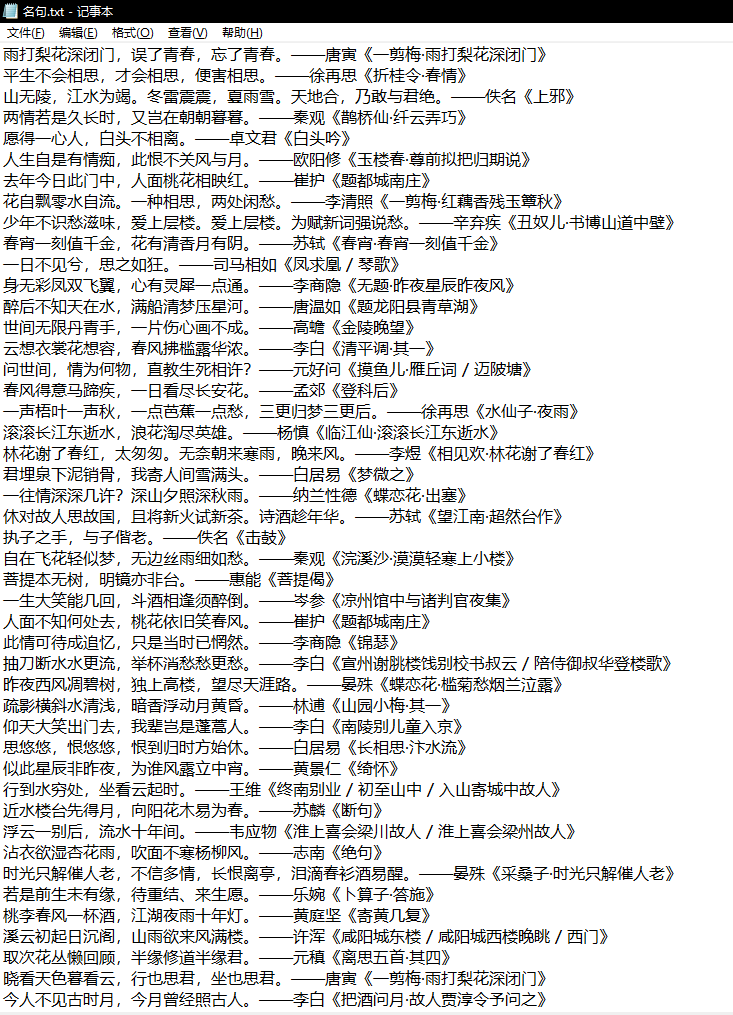 名句.txt - 记事本
文件(F) 编辑(E) 格式(O) 查看(V) 帮助(H)
雨打梨花深闭门，误了青春，忘了青春。——唐寅《一剪梅·雨打梨花深闭门》
平生不会相思，才会相思，便害相思。——徐再思《折桂令·春情》
山无陵，江水为竭。冬雷震震，夏雨雪。天地合，乃敢与君绝。——佚名《上邪》
两情若是久长时，又岂在朝朝暮暮。——秦观《鹊桥仙·纤云弄巧》
愿得一心人，白头不相离。——卓文君《白头吟》
人生自是有情痴，此恨不关风与月。——欧阳修《玉楼春·尊前拟把归期说》
去年今日此门中，人面桃花相映红。——崔护《题都城南庄》
花自飘零水自流。一种相思，两处闲愁。——李清照《一剪梅·红藕香残玉簟秋》
少年不识愁滋味，爱上层楼。爱上层楼。为赋新词强说愁。——辛弃疾《丑奴儿·书博山道中壁》
春宵一刻值千金，花有清香月有阴。——苏轼《春宵·春宵一刻值千金》
一日不见兮，思之如狂。——司马相如《凤求凰 / 琴歌》
身无彩凤双飞翼，心有灵犀一点通。——李商隐《无题·昨夜星辰昨夜风》
醉后不知天在水，满船清梦压星河。——唐温如《题龙阳县青草湖》
世间无限丹青手，一片伤心画不成。——高蟾《金陵晚望》
云想衣裳花想容，春风拂槛露华浓。——李白《清平调·其一》
问世间，情为何物，直教生死相许？——元好问《摸鱼儿·雁丘词 / 迈陂塘》
春风得意马蹄疾，一日看尽长安花。——孟郊《登科后》
一声梧叶一声秋，一点芭蕉一点愁，三更归梦三更后。——徐再思《水仙子·夜雨》
滚滚长江东逝水，浪花淘尽英雄。——杨慎《临江仙·滚滚长江东逝水》
林花谢了春红，太匆匆。无奈朝来寒雨，晚来风。——李煜《相见欢·林花谢了春红》
君埋泉下泥销骨，我寄人间雪满头。——白居易《梦微之》
一往情深深几许？深山夕照深秋雨。——纳兰性德《蝶恋花·出塞》
休对故人思故国，且将新火试新茶。诗酒趁年华。——苏轼《望江南·超然台作》
执子之手，与子偕老。——佚名《击鼓》
自在飞花轻似梦，无边丝雨细如愁。——秦观《浣溪沙·漠漠轻寒上小楼》
菩提本无树，明镜亦非台。——惠能《菩提偈》
一生大笑能几回，斗酒相逢须醉倒。——岑参《凉州馆中与诸判官夜集》
人面不知何处去，桃花依旧笑春风。——崔护《题都城南庄》
此情可待成追忆，只是当时已惘然。——李商隐《锦瑟》
抽刀断水水更流，举杯消愁愁更愁。——李白《宣州谢朓楼饯别校书叔云 / 陪侍御叔华登楼歌》
昨夜西风凋碧树，独上高楼，望尽天涯路。——晏殊《蝶恋花·槛菊愁烟兰泣露》
疏影横斜水清浅，暗香浮动月黄昏。——林逋《山园小梅·其一》
仰天大笑出门去，我辈岂是蓬蒿人。——李白《南陵别儿童入京》
思悠悠，恨悠悠，恨到归时方始休。——白居易《长相思·汴水流》
似此星辰非昨夜，为谁风露立中宵。——黄景仁《绮怀》
行到水穷处，坐看云起时。——王维《终南别业 / 初至山中 / 入山寄城中故人》
近水楼台先得月，向阳花木易为春。——苏麟《断句》
浮云一别后，流水十年间。——韦应物《淮上喜会梁川故人 / 淮上喜会梁州故人》
沾衣欲湿杏花雨，吹面不寒杨柳风。——志南《绝句》
时光只解催人老，不信多情，长恨离亭，泪滴春衫酒易醒。——晏殊《采桑子·时光只解催人老》
若是前生未有缘，待重结、来生愿。——乐婉《卜算子·答施》
桃李春风一杯酒，江湖夜雨十年灯。——黄庭坚《寄黄几复》
溪云初起日沉阁，山雨欲来风满楼。——许浑《咸阳城东楼 / 咸阳城西楼晚眺 / 西门》
取次花丛懒回顾，半缘修道半缘君。——元稹《离思五首·其四》
晓看天色暮看云，行也思君，坐也思君。——唐寅《一剪梅·雨打梨花深闭门》
今人不见古时月，今月曾经照古人。——李白《把酒问月·故人贾淳令予问之》